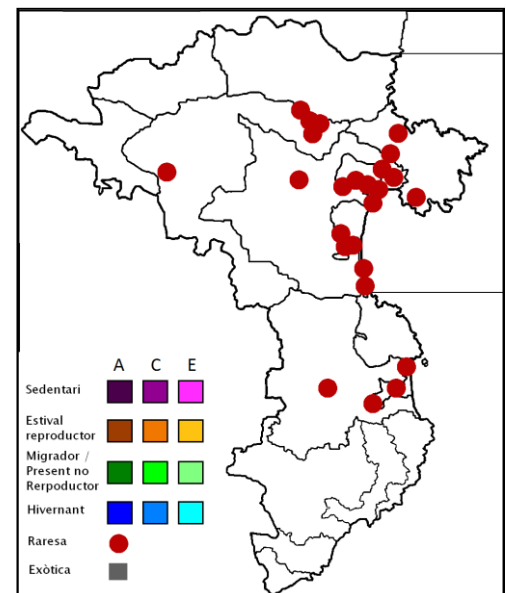 A C E
Sedentari
Estival
reproductor
Migrador /
Present no
Rerpoductor
Hivernant
Raresa
Exòtica